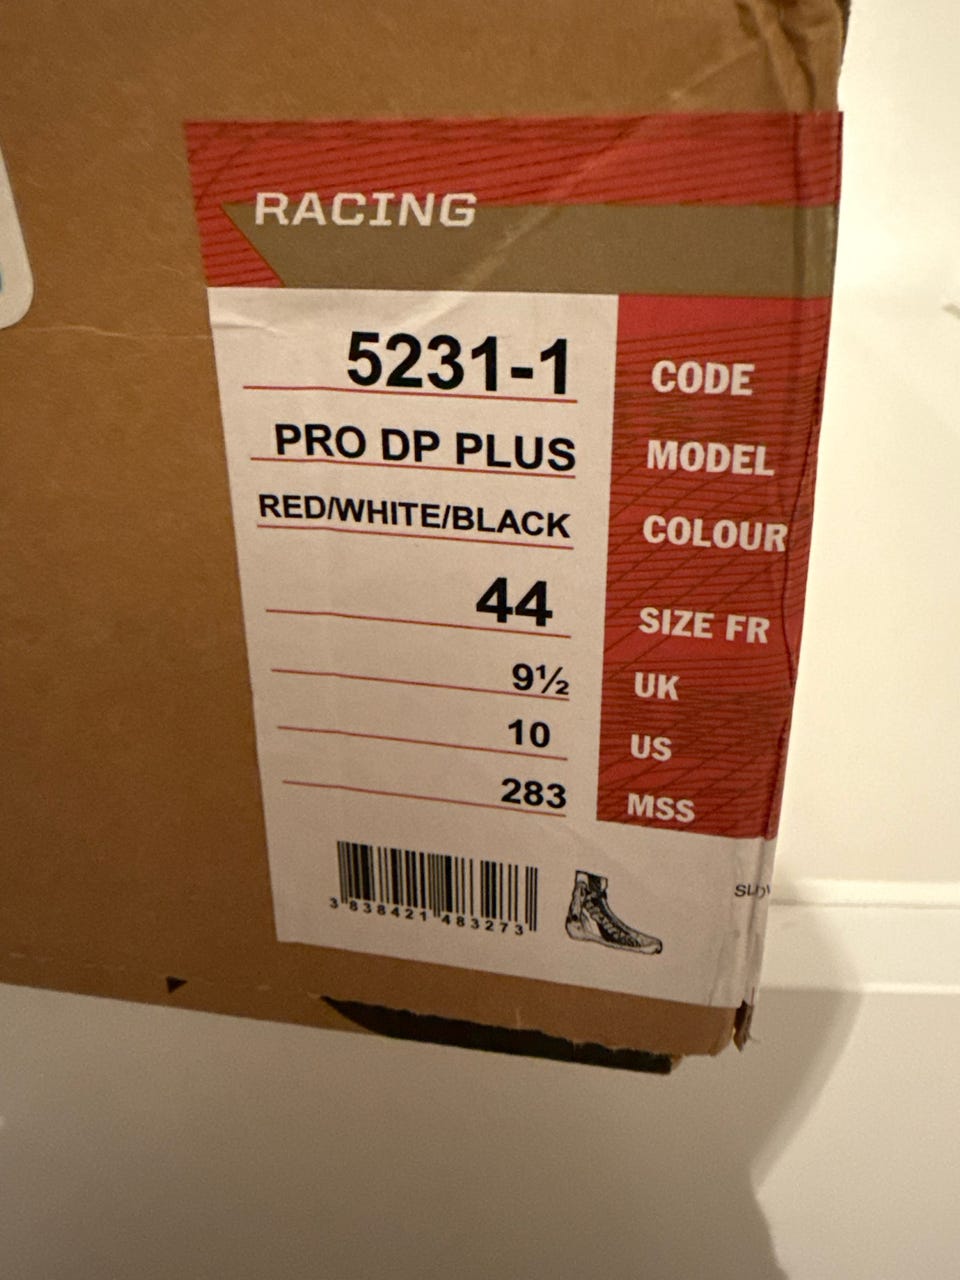 RACING
5231-1 CODE
PRO DP PLUS MODEL
RED/WHITE/BLACK COLOUR
44 SIZE FR
9½ UK
10 US
283 MSS
3 838421 483273